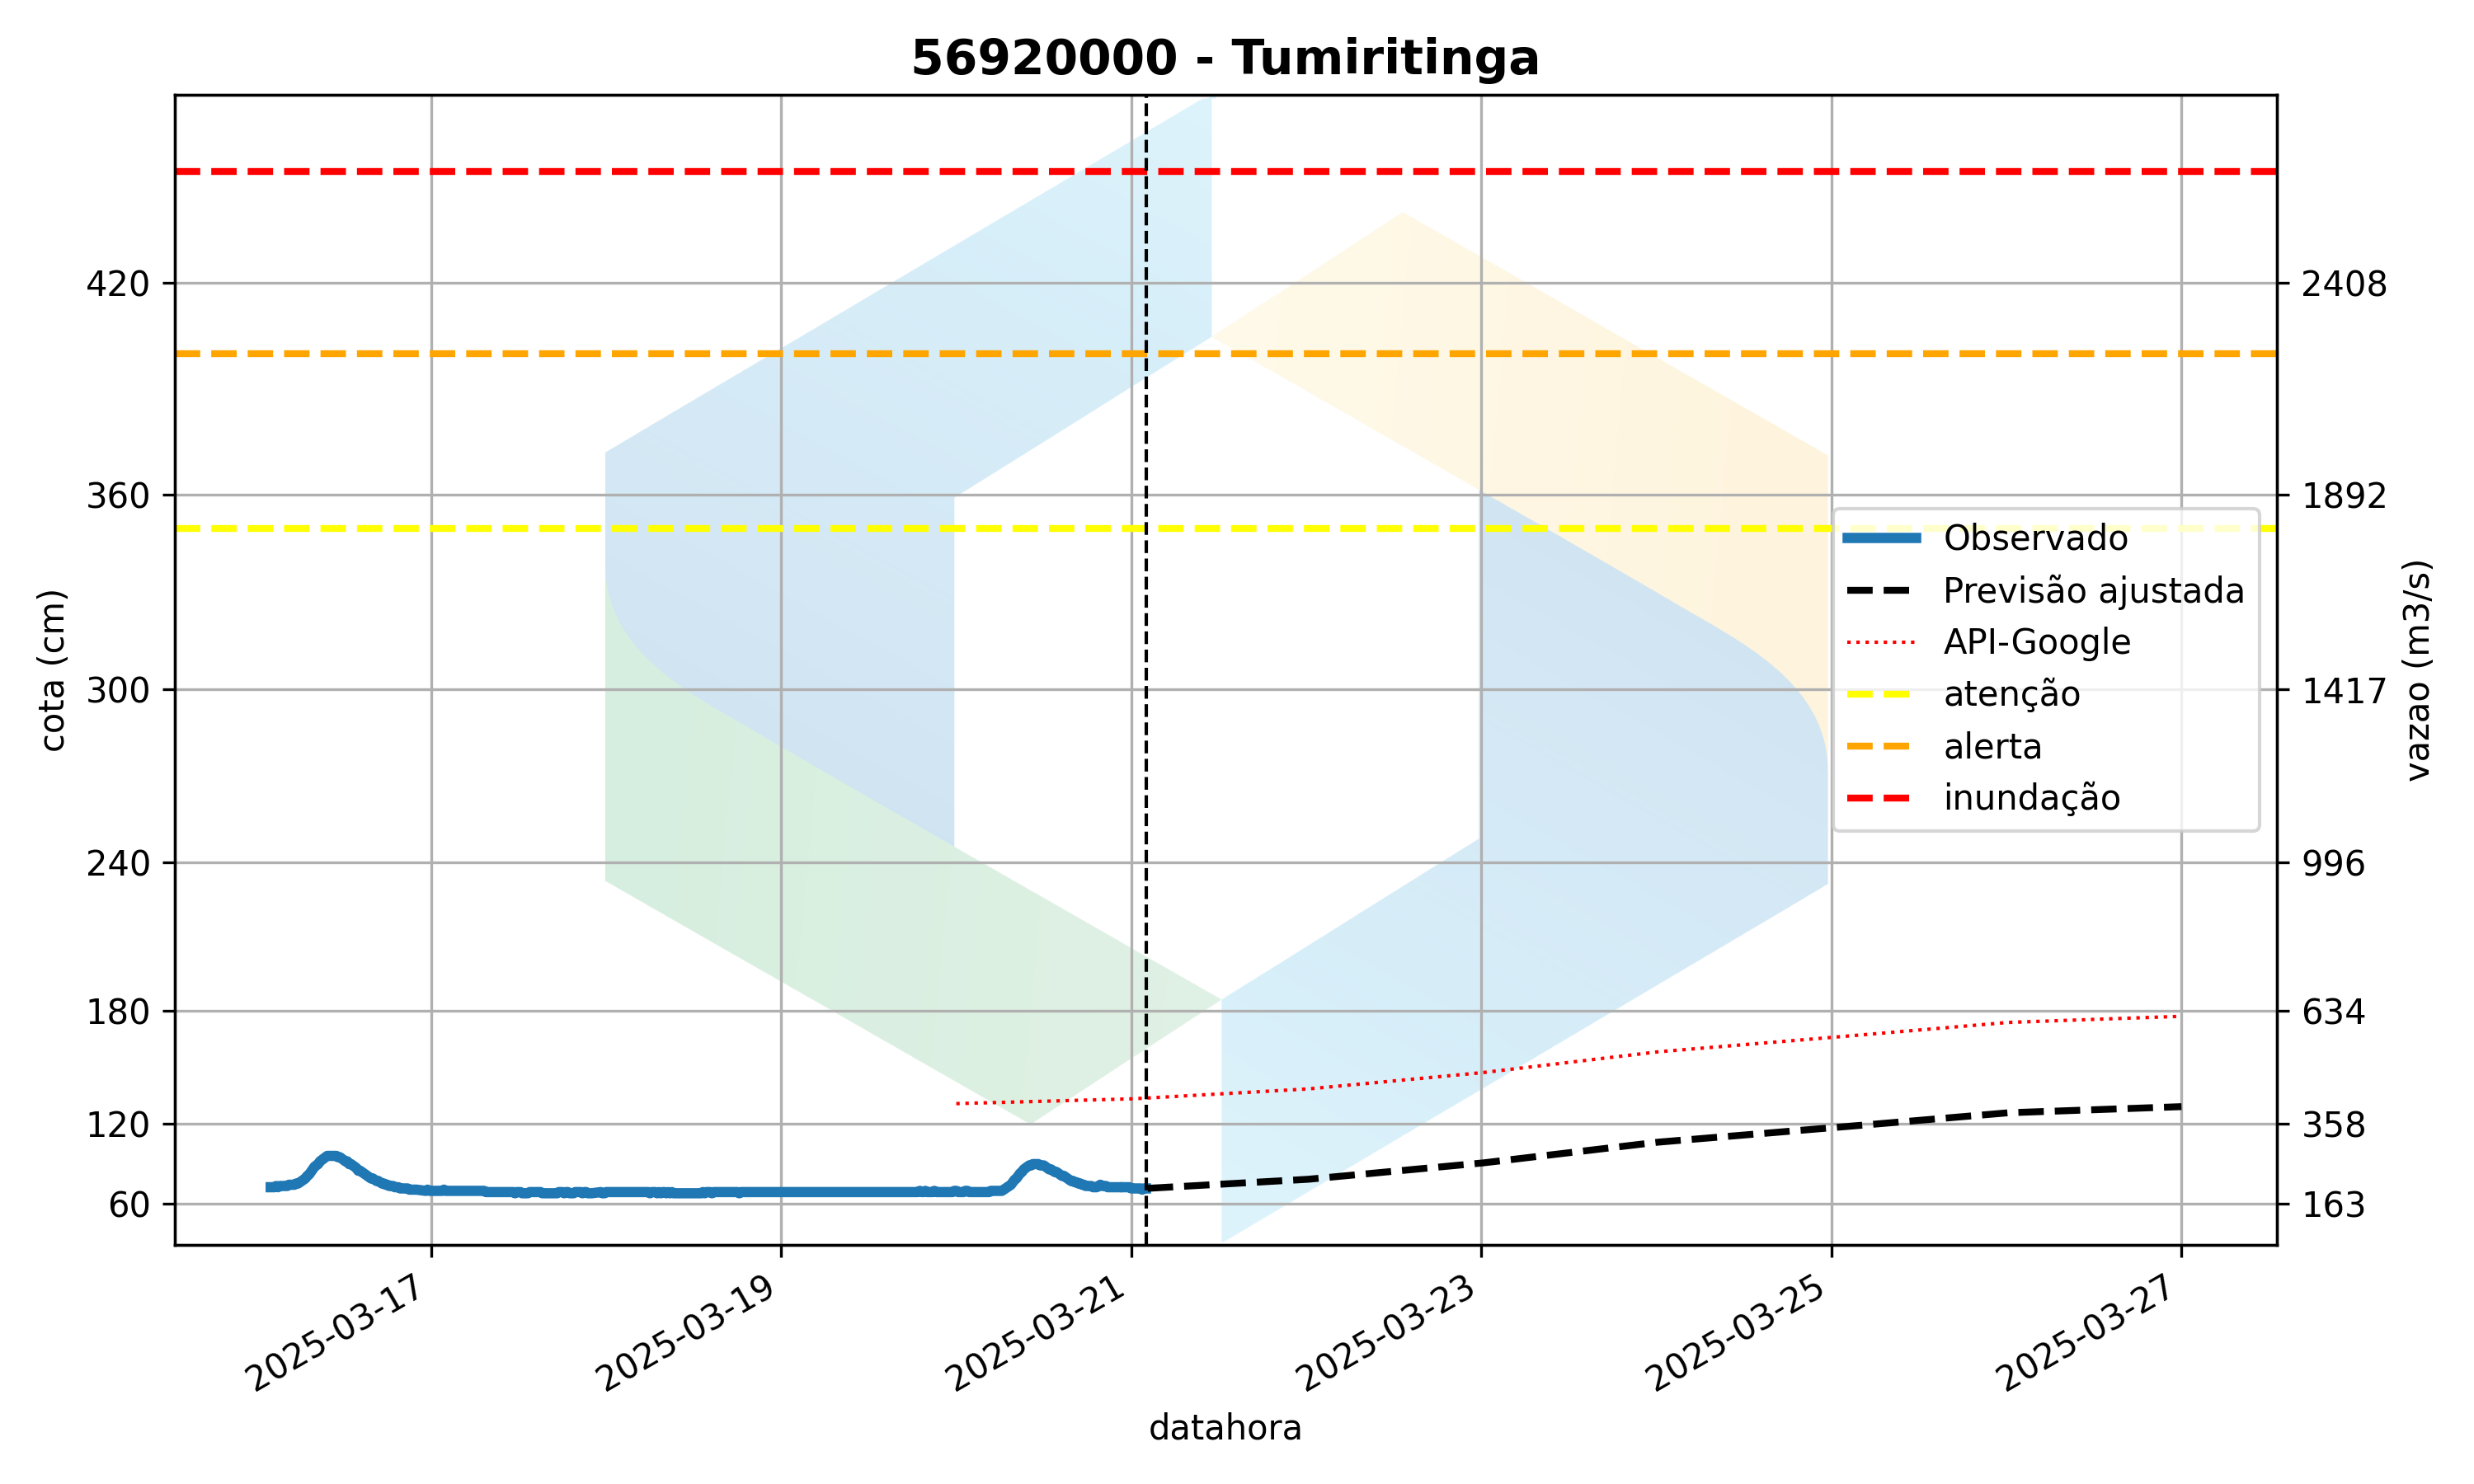 56920000 - Tumiritinga
420
360
300
240
180
120
60
cota (cm)
2408
1892
1417
996
634
358
163
vazao (m3/s)
Observado
Previsão ajustada
API-Google
atenção
alerta
inundação
2025-03-17
2025-03-19
2025-03-21
2025-03-23
2025-03-25
2025-03-27
datahora